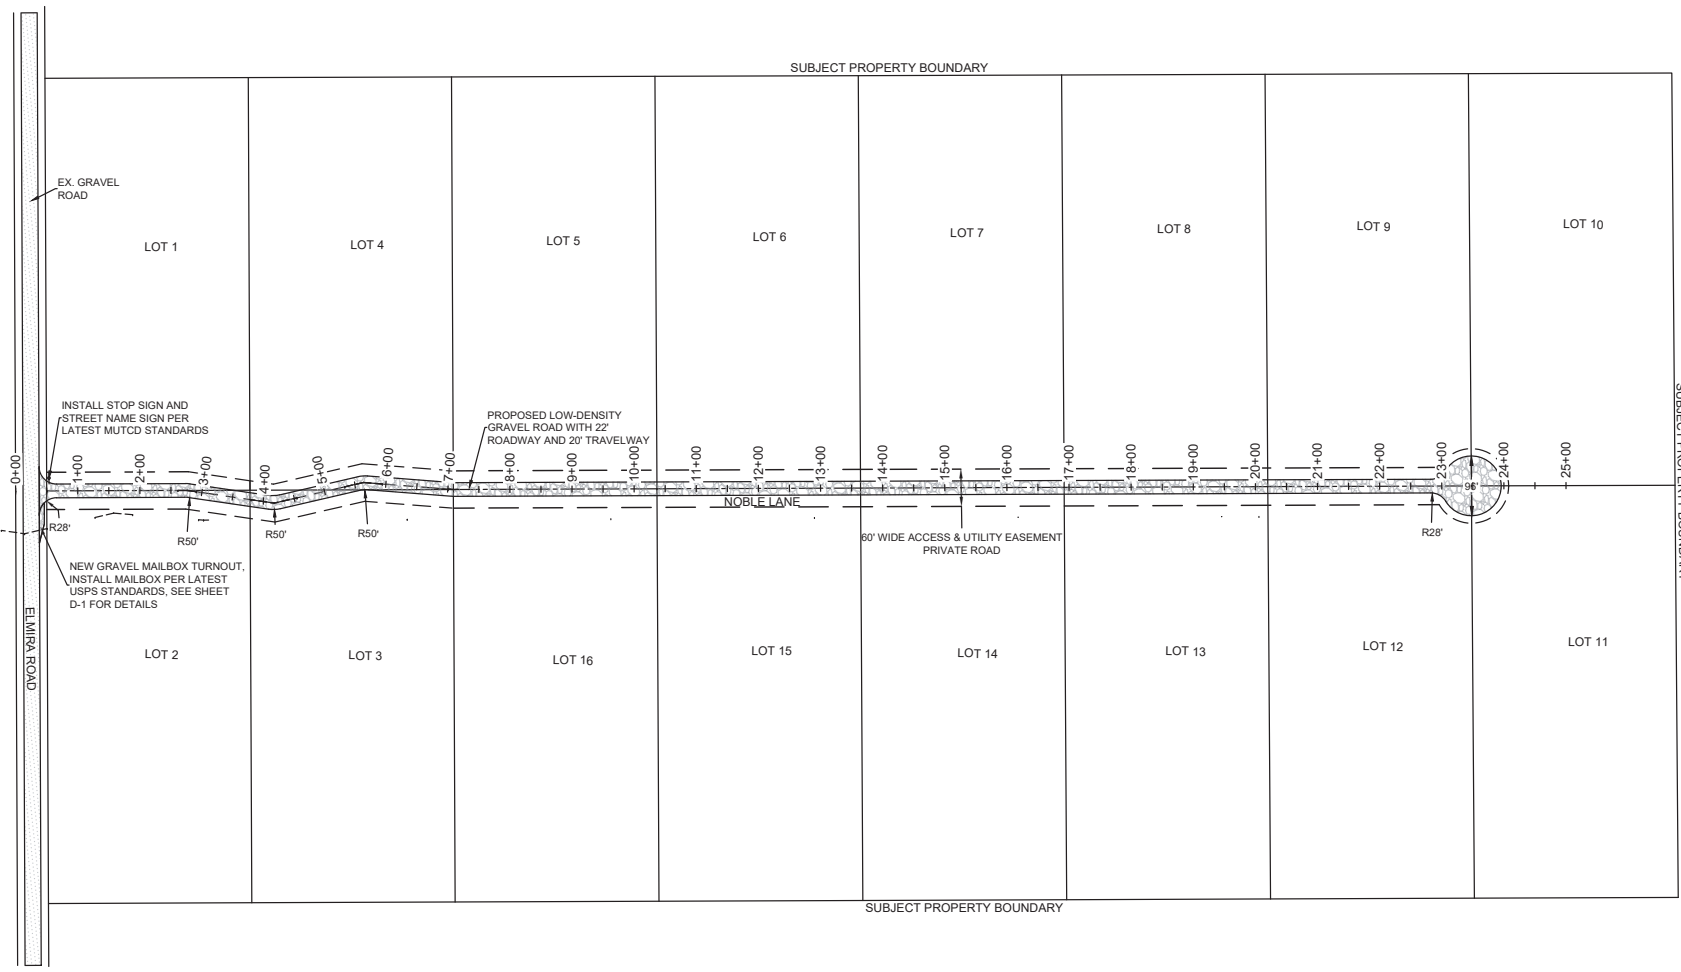 SUBJECT PROPERTY BOUNDARY
EX. GRAVEL
ROAD
LOT 1
LOT 4
LOT 5
LOT 6
LOT 7
LOT 8
LOT 9
LOT 10
INSTALL STOP SIGN AND
STREET NAME SIGN PER
LATEST MUTCD STANDARDS
PROPOSED LOW-DENSITY
GRAVEL ROAD WITH 22'
ROADWAY AND 20' TRAVELWAY
SUBJECT PROPERTY BOUNDARY
0+00
1+00
2+00
3+00
4+00
5+00
6+00
7+00
8+00
9+00
10+00
11+00
12+00
13+00
14+00
15+00
16+00
17+00
18+00
19+00
20+00
21+00
22+00
23+00
24+00
25+00
96'
NOBLE LANE
R28'
R50'
R50'
R50'
60' WIDE ACCESS & UTILITY EASEMENT
PRIVATE ROAD
R28'
NEW GRAVEL MAILBOX TURNOUT,
INSTALL MAILBOX PER LATEST
USPS STANDARDS, SEE SHEET
D-1 FOR DETAILS
ELMIRA ROAD
LOT 2
LOT 3
LOT 16
LOT 15
LOT 14
LOT 13
LOT 12
LOT 11
SUBJECT PROPERTY BOUNDARY